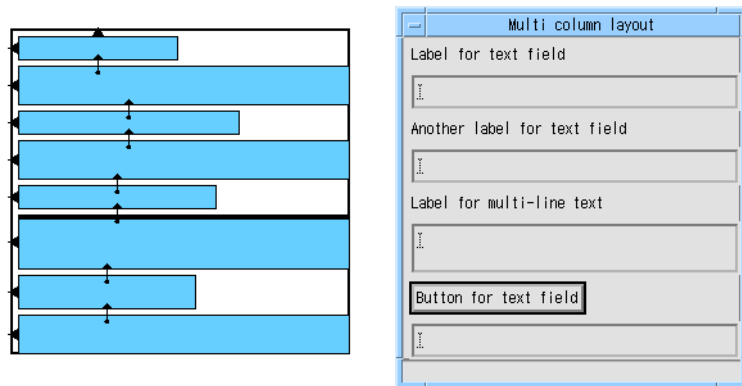 Multi column layout
Label for text field
Another label for text field
Label for multi-line text
Button for text field